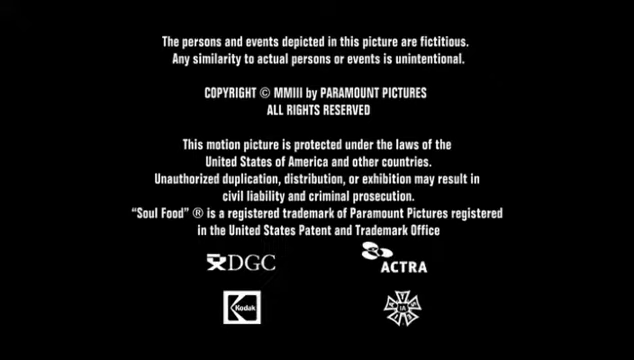 The persons and events depicted in this picture are fictitious.
Any similarity to actual persons or events is unintentional.
COPYRIGHT © MMIII by PARAMOUNT PICTURES
ALL RIGHTS RESERVED
This motion picture is protected under the laws of the
United States of America and other countries.
Unauthorized duplication, distribution, or exhibition may result in
civil liability and criminal prosecution.
“Soul Food” ® is a registered trademark of Paramount Pictures registered
in the United States Patent and Trademark Office
DGC
ACTRA
Kodak
IA